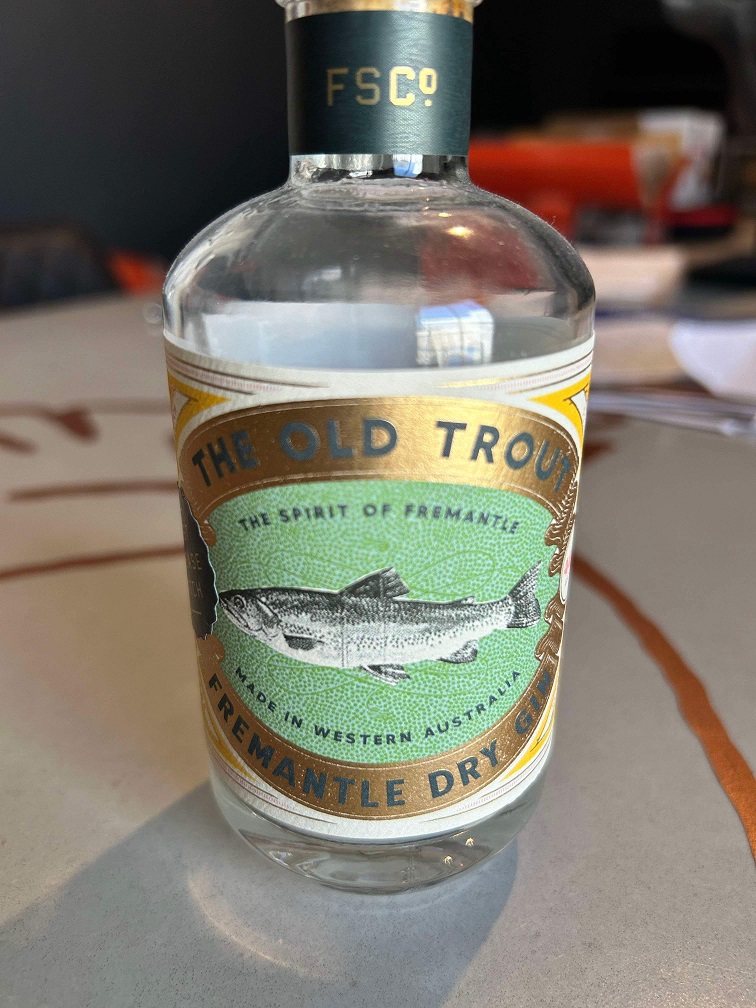 FSCº
THE OLD TROUT
THE SPIRIT OF FREMANTLE
MADE IN WESTERN AUSTRALIA
FREMANTLE DRY GIN